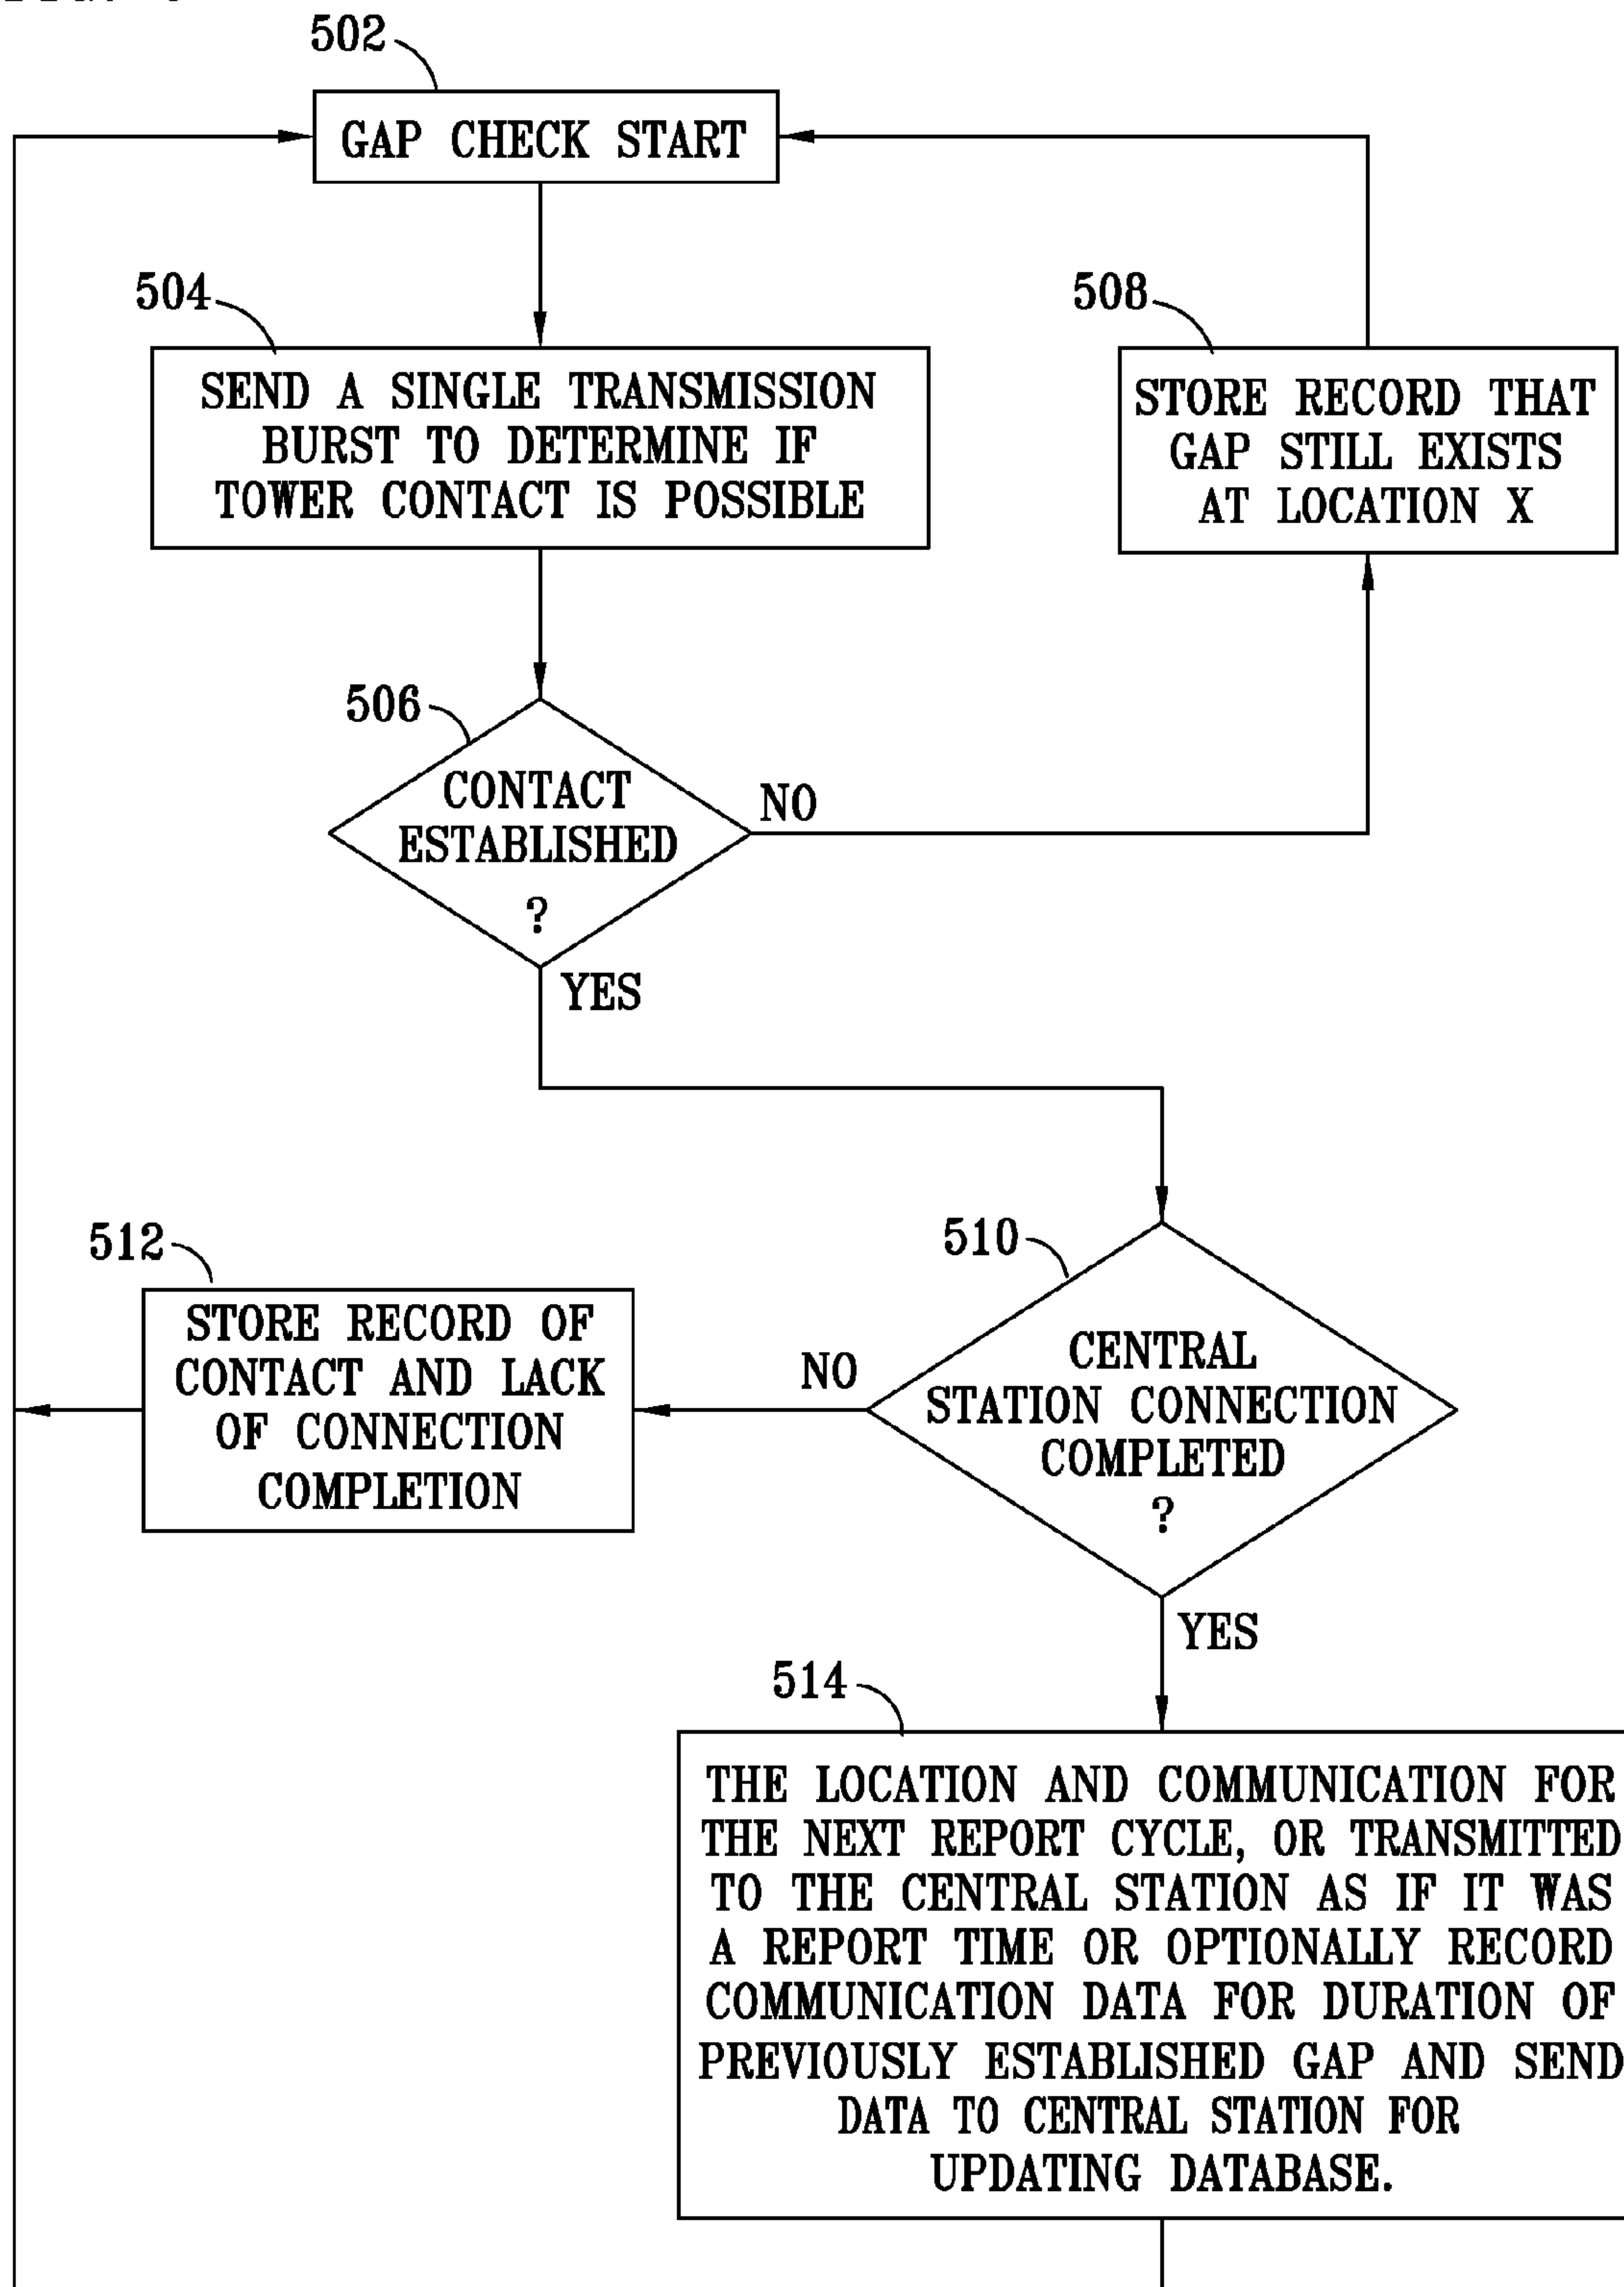 502
GAP CHECK START
504
SEND A SINGLE TRANSMISSION
BURST TO DETERMINE IF
TOWER CONTACT IS POSSIBLE
508
STORE RECORD THAT
GAP STILL EXISTS
AT LOCATION X
506
CONTACT
ESTABLISHED
?
NO
YES
510
CENTRAL
STATION CONNECTION
COMPLETED
?
NO
512
STORE RECORD OF
CONTACT AND LACK
OF CONNECTION
COMPLETION
YES
514
THE LOCATION AND COMMUNICATION FOR
THE NEXT REPORT CYCLE, OR TRANSMITTED
TO THE CENTRAL STATION AS IF IT WAS
A REPORT TIME OR OPTIONALLY RECORD
COMMUNICATION DATA FOR DURATION OF
PREVIOUSLY ESTABLISHED GAP AND SEND
DATA TO CENTRAL STATION FOR
UPDATING DATABASE.